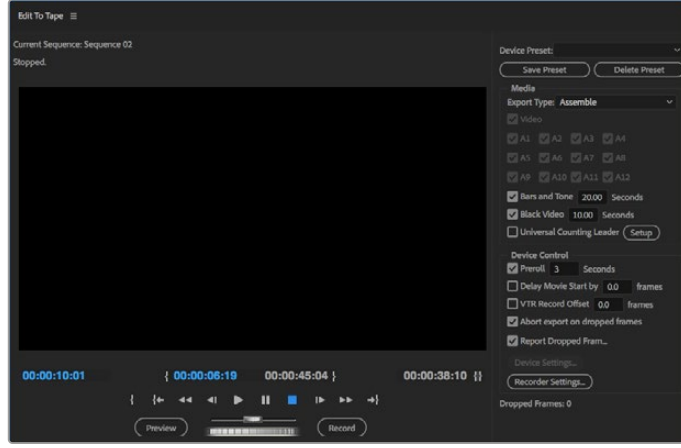 Edit To Tape
Current Sequence: Sequence 02
Stopped.
00:00:10:01
{ 00:00:06:19
00:00:45:04 }
00:00:38:10 {}
Preview
Record
Device Preset:
Save Preset
Delete Preset
Media
Export Type: Assemble
Video
A1 A2 A3 A4
A5 A6 A7 A8
A9 A10 A11 A12
Bars and Tone 20.00 Seconds
Black Video 10.00 Seconds
Universal Counting Leader Setup
Device Control
Preroll 3 Seconds
Delay Movie Start by 0.0 frames
VTR Record Offset 0.0 frames
Abort export on dropped frames
Report Dropped Fram...
Device Settings...
Recorder Settings...
Dropped Frames: 0